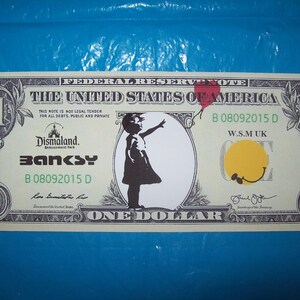 FEDERAL RESERVE NOTE
THE UNITED STATES OF AMERICA
THIS NOTE IS NOT LEGAL TENDER
FOR ALL DEBTS, PUBLIC AND PRIVATE
B 08092015 D
W.S.M UK
Dismaland
BANKSY
B 08092015 D
ONE DOLLAR